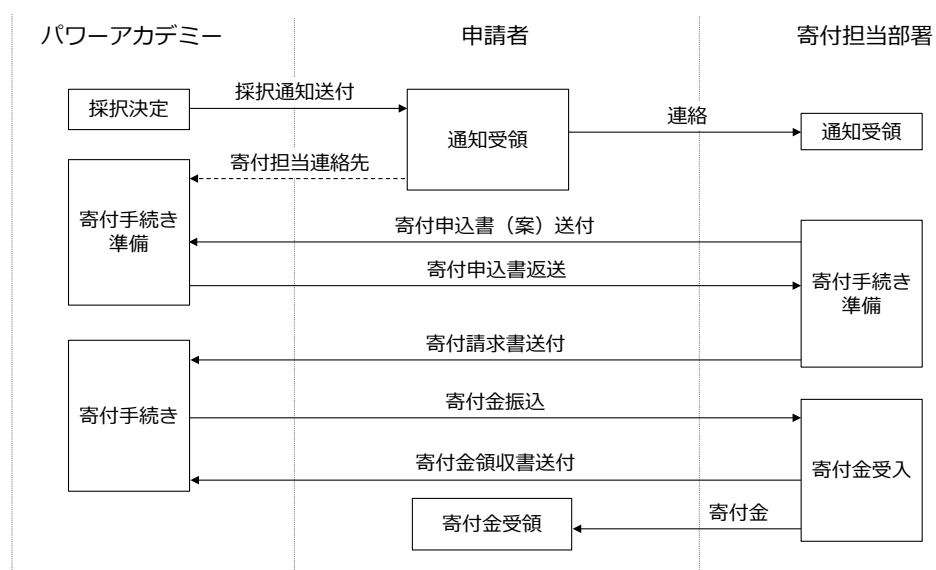 パワーアカデミー
申請者
寄付担当部署
採択決定
採択通知送付
通知受領
連絡
通知受領
寄付担当連絡先
寄付手続き
準備
寄付申込書（案）送付
寄付申込書返送
寄付手続き
準備
寄付請求書送付
寄付手続き
寄付金振込
寄付金領収書送付
寄付金受入
寄付金受領
寄付金